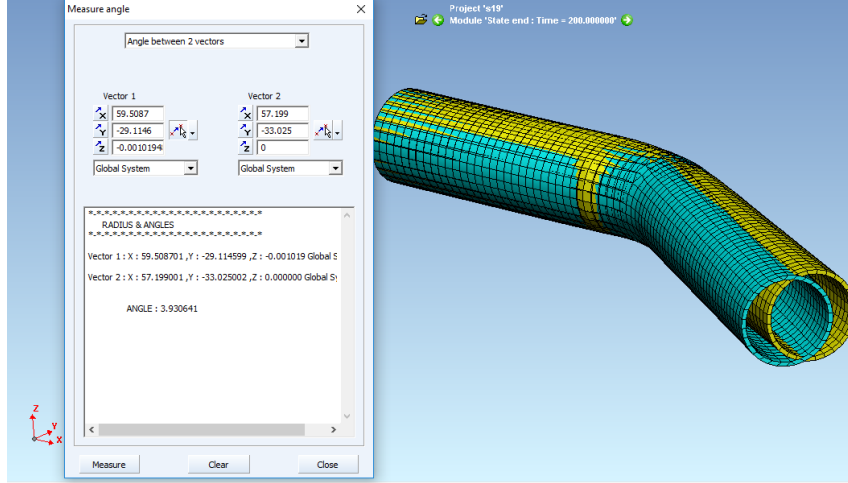 Measure angle
Project 's19'
Module 'State end : Time = 200.000000'
Angle between 2 vectors
Vector 1
Vector 2
X 59.5087
X 57.199
Y -29.1146
Y -33.025
Z -0.0010194
Z 0
Global System
Global System
*-*-*-*-*-*-*-*-*-*-*-*-*-*-*-*-*-*-*-*-*-*
RADIUS & ANGLES
*-*-*-*-*-*-*-*-*-*-*-*-*-*-*-*-*-*-*-*-*-*
Vector 1 : X : 59.508701 ,Y : -29.114599 ,Z : -0.001019 Global S
Vector 2 : X : 57.199001 ,Y : -33.025002 ,Z : 0.000000 Global Sy
ANGLE : 3.930641
Z
Y
X
Measure
Clear
Close